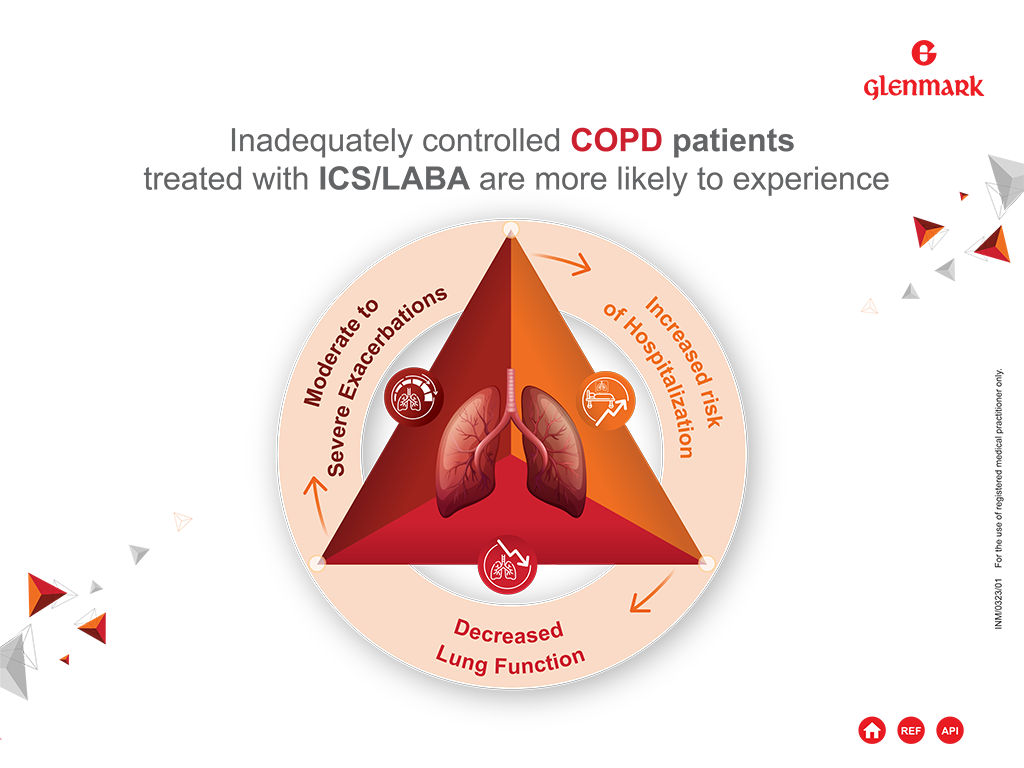 Glenmark
Inadequately controlled COPD patients
treated with ICS/LABA are more likely to experience
Moderate to
Severe Exacerbations
Increased risk
of Hospitalization
Decreased
Lung Function
INM/0323/01 For the use of registered medical practitioner only.
REF
API